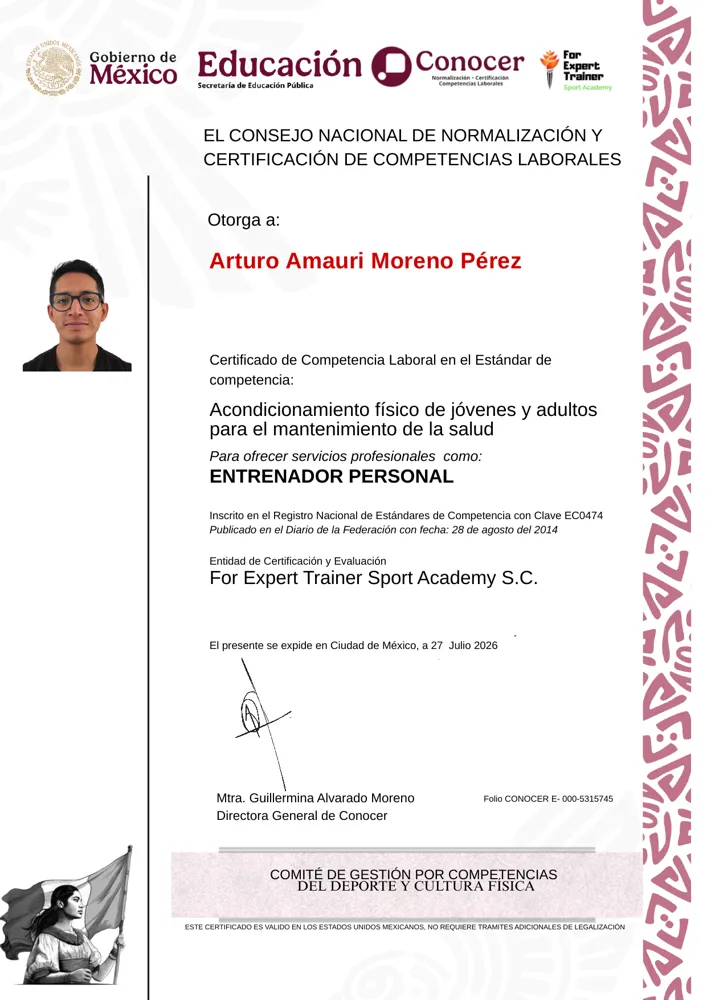 ESTADOS UNIDOS MEXICANOS
Gobierno de
México
Educación
Secretaría de Educación Pública
Conocer
Normalización • Certificación
Competencias Laborales
For
Expert
Trainer
Sport Academy
EL CONSEJO NACIONAL DE NORMALIZACIÓN Y
CERTIFICACIÓN DE COMPETENCIAS LABORALES
Otorga a:
Arturo Amauri Moreno Pérez
Certificado de Competencia Laboral en el Estándar de
competencia:
Acondicionamiento físico de jóvenes y adultos
para el mantenimiento de la salud
Para ofrecer servicios profesionales como:
ENTRENADOR PERSONAL
Inscrito en el Registro Nacional de Estándares de Competencia con Clave EC0474
Publicado en el Diario de la Federación con fecha: 28 de agosto del 2014
Entidad de Certificación y Evaluación
For Expert Trainer Sport Academy S.C.
El presente se expide en Ciudad de México, a 27 Julio 2026
Mtra. Guillermina Alvarado Moreno
Directora General de Conocer
Folio CONOCER E- 000-5315745
COMITÉ DE GESTIÓN POR COMPETENCIAS
DEL DEPORTE Y CULTURA FÍSICA
ESTE CERTIFICADO ES VALIDO EN LOS ESTADOS UNIDOS MEXICANOS, NO REQUIERE TRAMITES ADICIONALES DE LEGALIZACIÓN